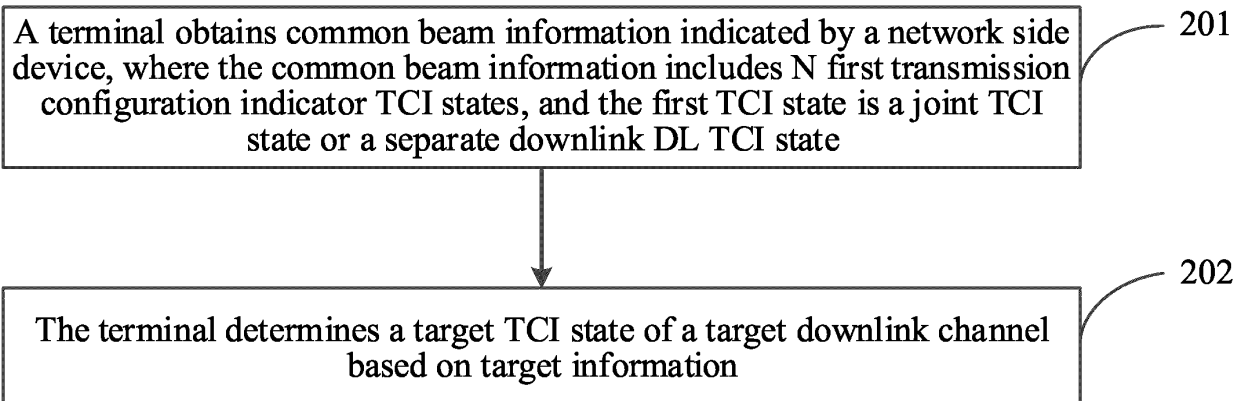 A terminal obtains common beam information indicated by a network side
device, where the common beam information includes N first transmission
configuration indicator TCI states, and the first TCI state is a joint TCI
state or a separate downlink DL TCI state
201
The terminal determines a target TCI state of a target downlink channel
based on target information
202